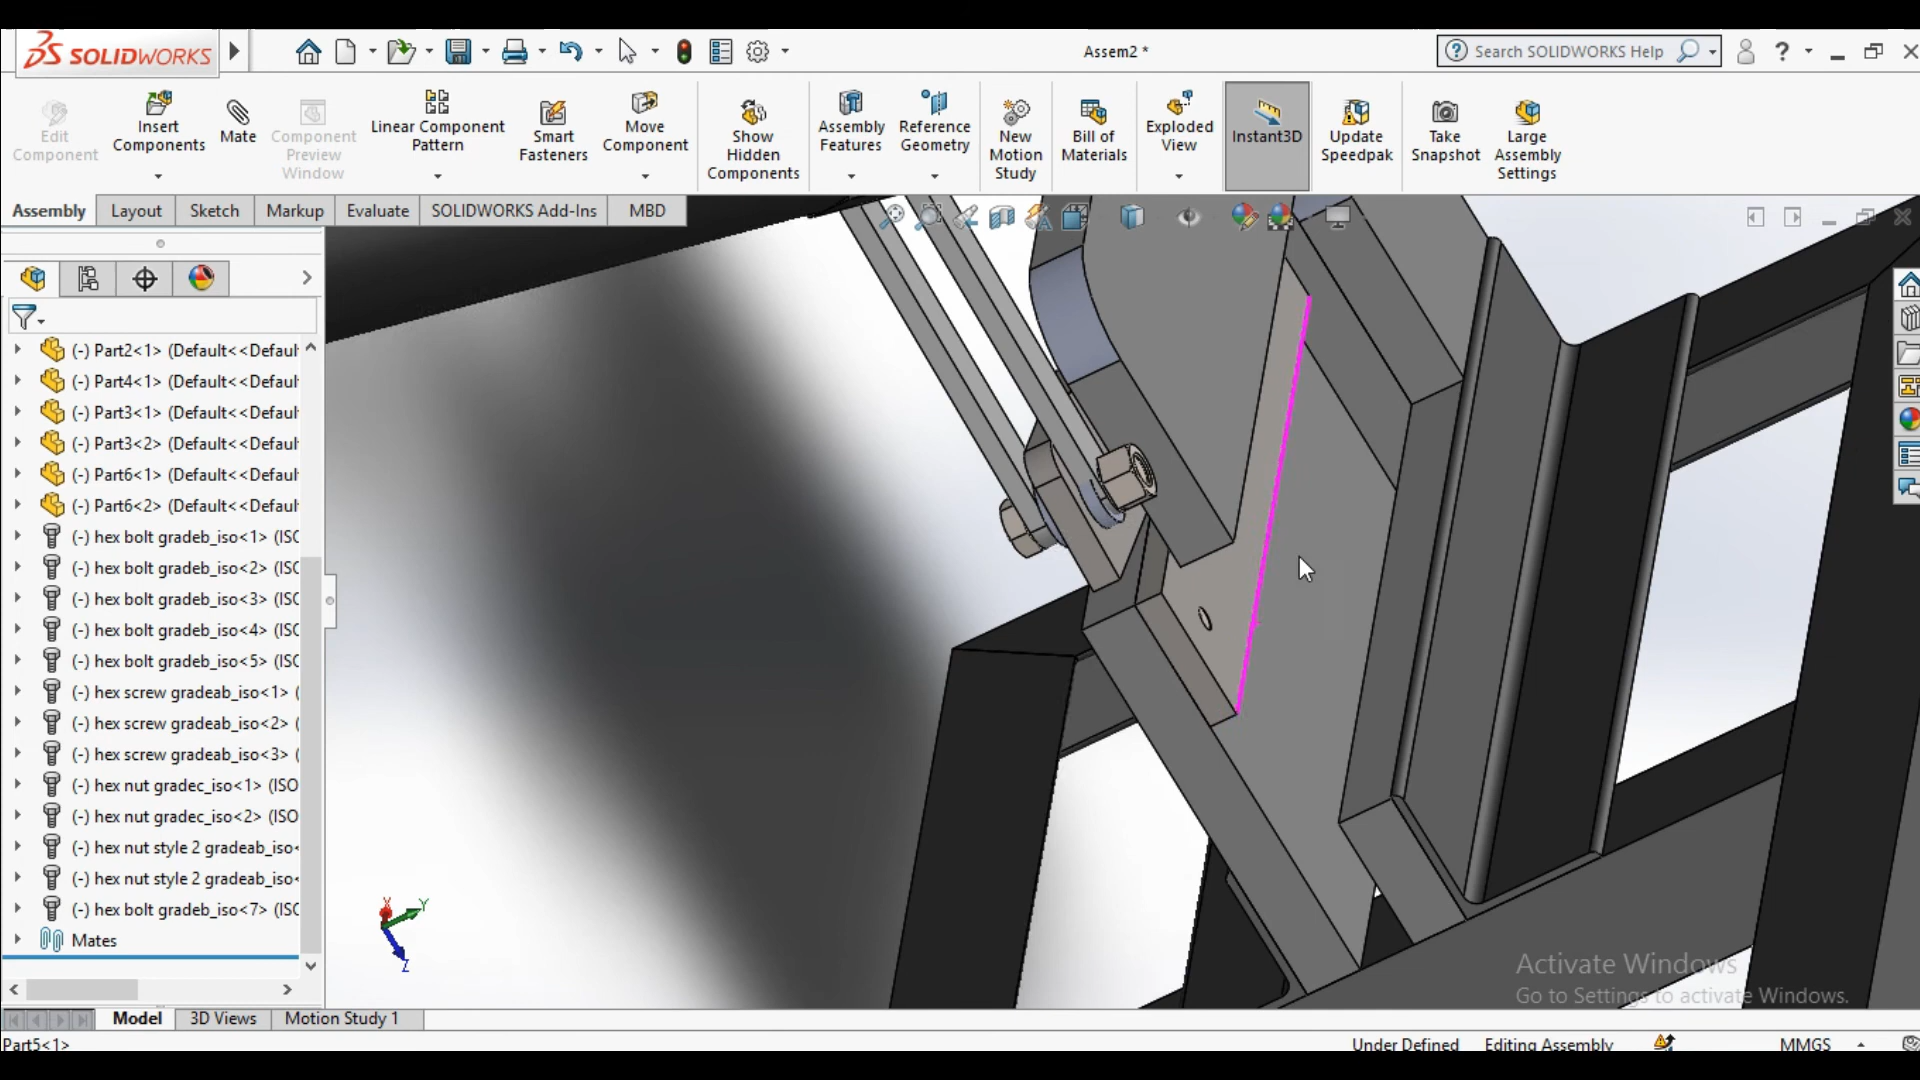 SOLIDWORKS
Assem2 *
Search SOLIDWORKS Help
?
Edit Component
Insert Components
Mate
Component Preview Window
Linear Component Pattern
Smart Fasteners
Move Component
Show Hidden Components
Assembly Features
Reference Geometry
New Motion Study
Bill of Materials
Exploded View
Instant3D
Update Speedpak
Take Snapshot
Large Assembly Settings
Assembly
Layout
Sketch
Markup
Evaluate
SOLIDWORKS Add-Ins
MBD
(-) Part2<1> (Default<<Defaul
(-) Part4<1> (Default<<Defaul
(-) Part3<1> (Default<<Defaul
(-) Part3<2> (Default<<Defaul
(-) Part6<1> (Default<<Defaul
(-) Part6<2> (Default<<Defaul
(-) hex bolt gradeb_iso<1> (ISO
(-) hex bolt gradeb_iso<2> (ISO
(-) hex bolt gradeb_iso<3> (ISO
(-) hex bolt gradeb_iso<4> (ISO
(-) hex bolt gradeb_iso<5> (ISO
(-) hex screw gradeab_iso<1> (
(-) hex screw gradeab_iso<2> (
(-) hex screw gradeab_iso<3> (
(-) hex nut gradec_iso<1> (ISO
(-) hex nut gradec_iso<2> (ISO
(-) hex nut style 2 gradeab_iso<
(-) hex nut style 2 gradeab_iso<
(-) hex bolt gradeb_iso<7> (ISO
Mates
X
Y
Z
Activate Windows
Go to Settings to activate Windows.
Model
3D Views
Motion Study 1
Part5<1>
Under Defined
Editing Assembly
MMGS